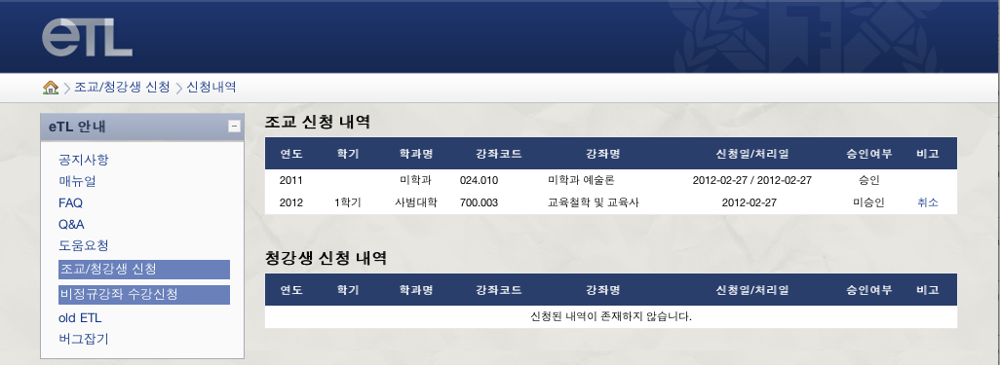 eTL
조교/청강생 신청 신청내역
eTL 안내
공지사항
매뉴얼
FAQ
Q&A
도움요청
조교/청강생 신청
비정규강좌 수강신청
old ETL
버그잡기
조교 신청 내역
연도 학기 학과명 강좌코드 강좌명 신청일/처리일 승인여부 비고
2011 미학과 024.010 미학과 예술론 2012-02-27 / 2012-02-27 승인
2012 1학기 사범대학 700.003 교육철학 및 교육사 2012-02-27 미승인 취소
청강생 신청 내역
연도 학기 학과명 강좌코드 강좌명 신청일/처리일 승인여부 비고
신청된 내역이 존재하지 않습니다.